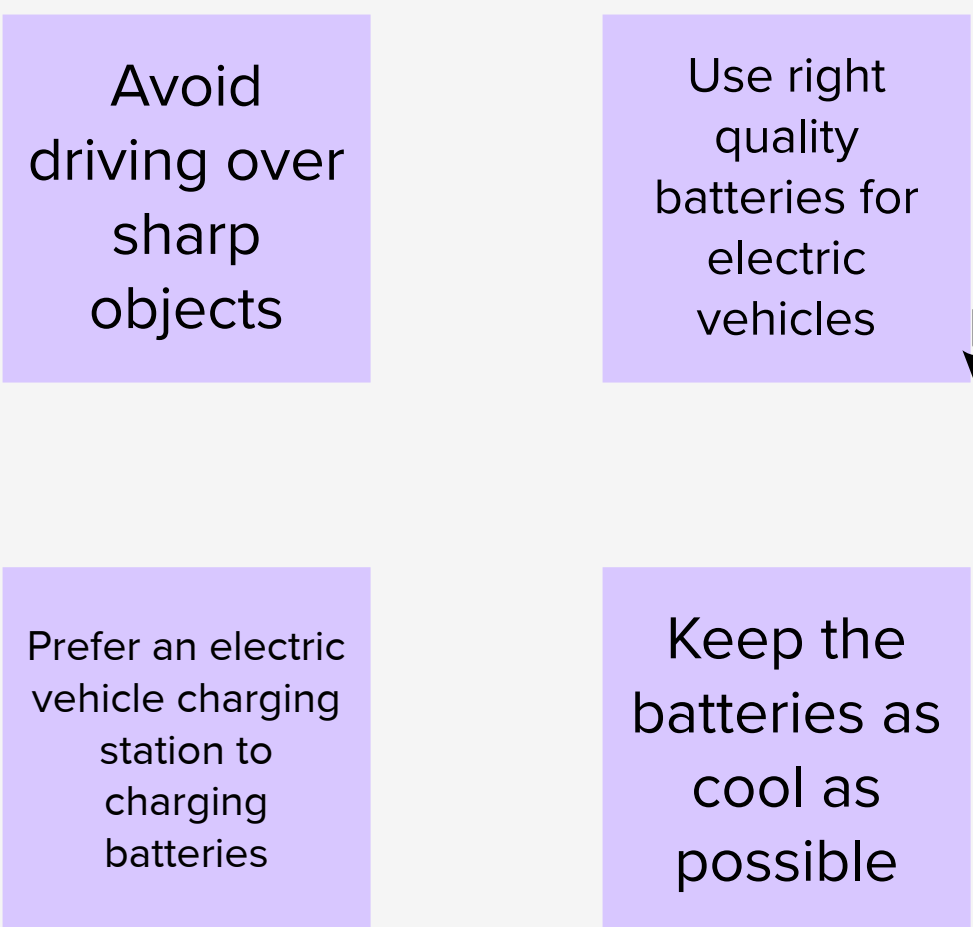 Avoid
driving over
sharp
objects
Use right
quality
batteries for
electric
vehicles
Prefer an electric
vehicle charging
station to
charging
batteries
Keep the
batteries as
cool as
possible